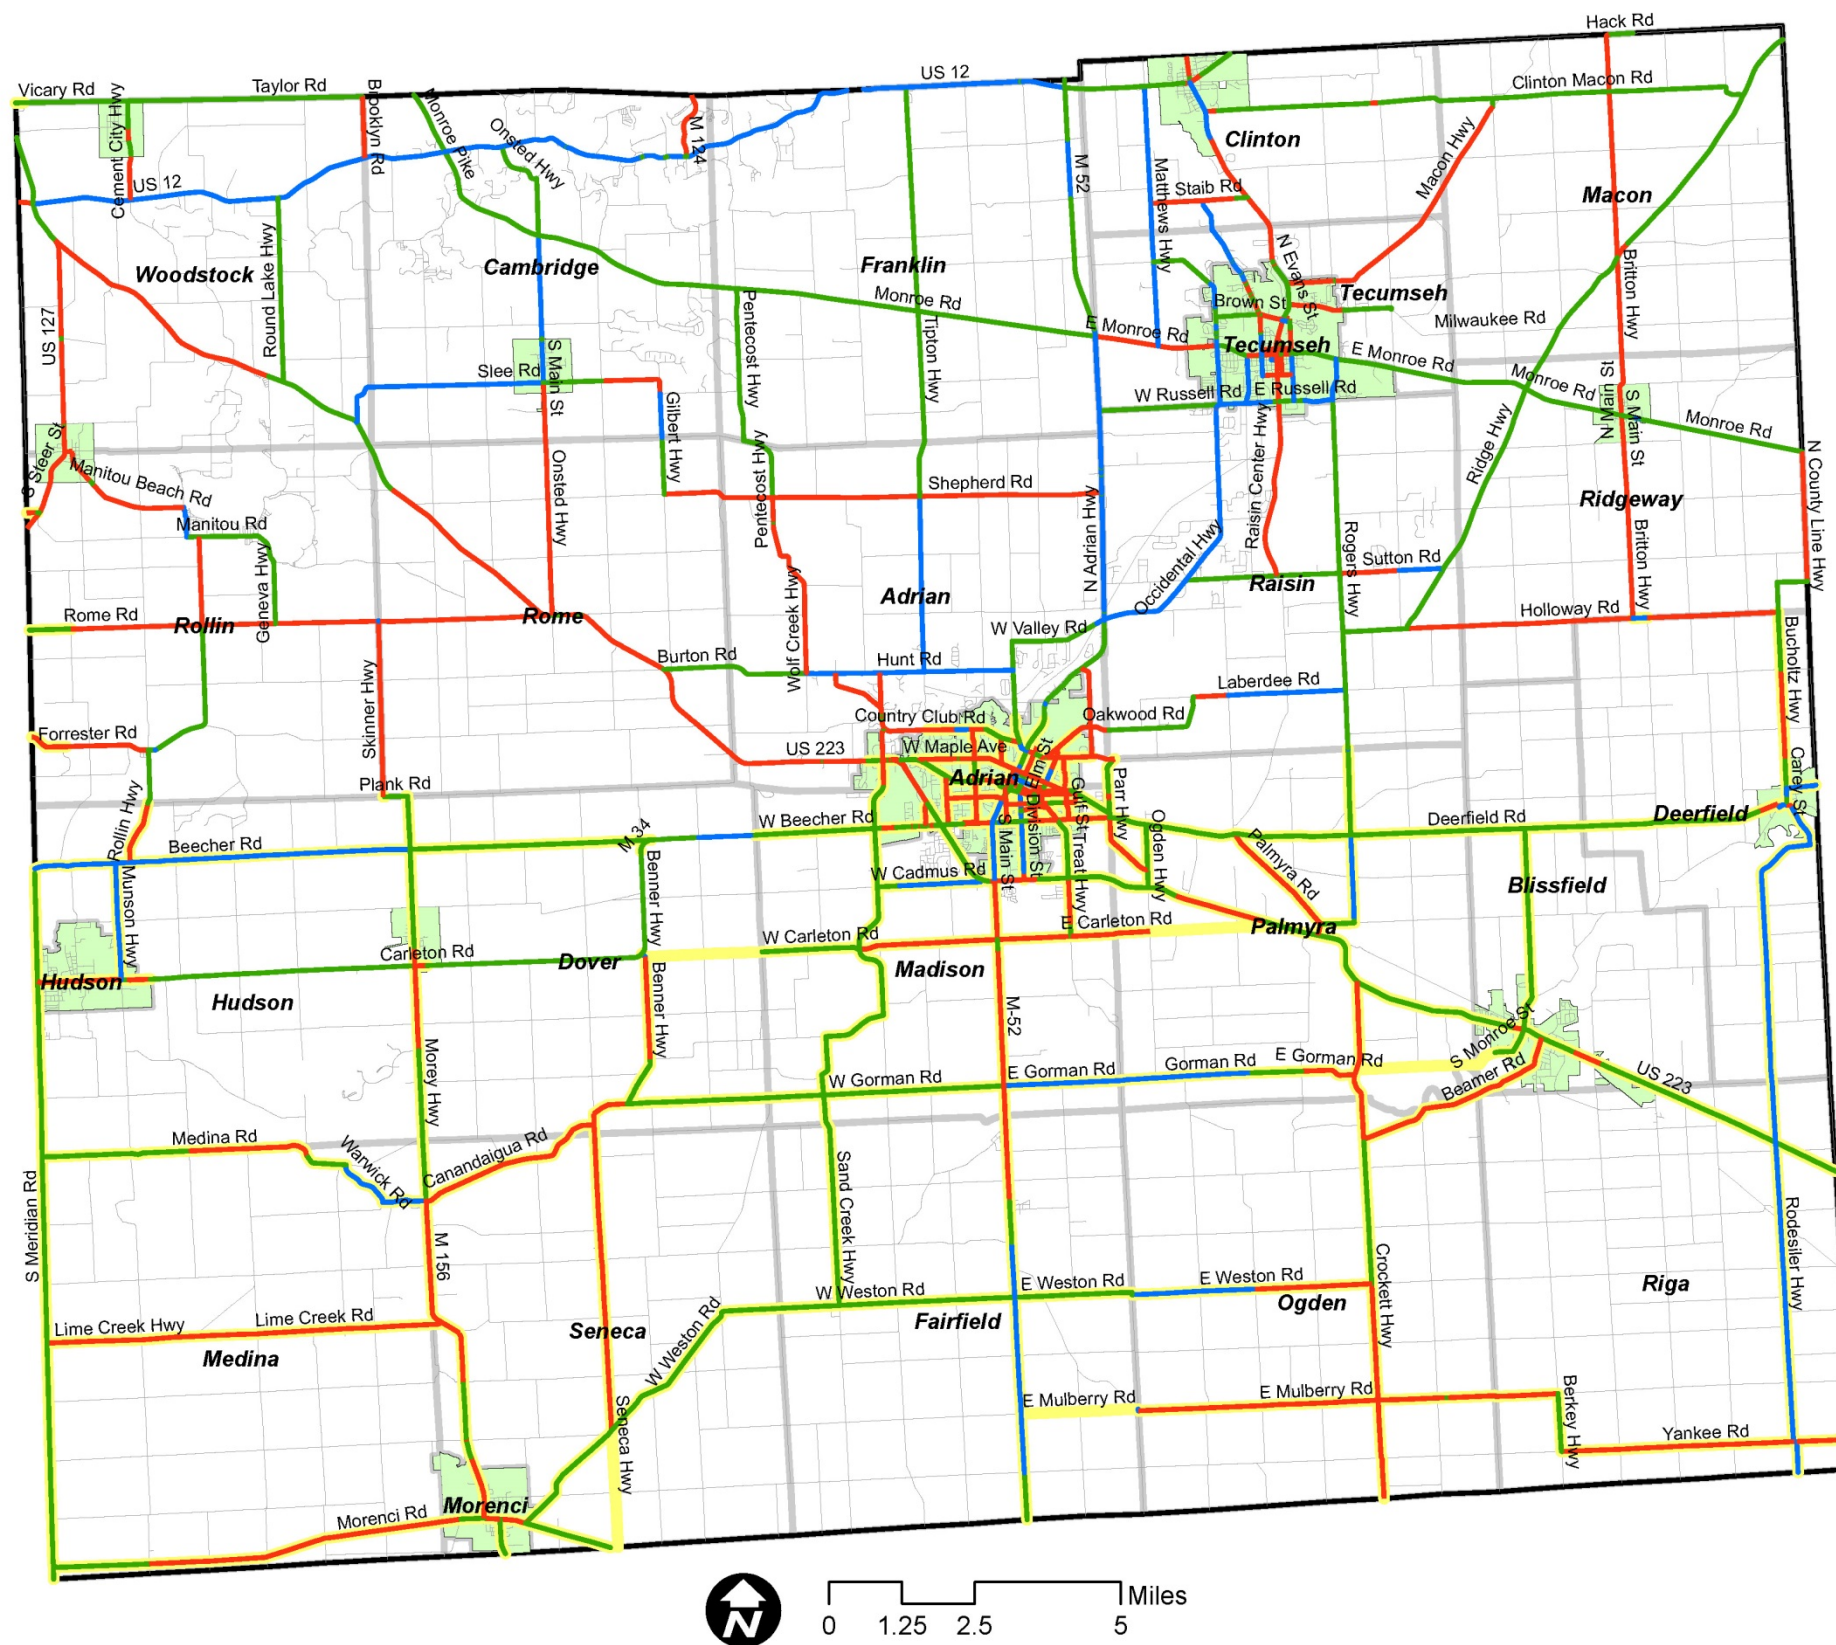 Hack Rd
Vicary Rd
Taylor Rd
Brooklyn Rd
US 12
Clinton Macon Rd
Cement City Hwy
Monroe Pike
Onsted Hwy
M 124
M 52
Matthews Hwy
Clinton
Macon Hwy
US 12
Staib Rd
Macon
Round Lake Hwy
Woodstock
Cambridge
Franklin
N Evans St
Britton Hwy
Monroe Rd
Pentecost Hwy
Tipton Hwy
Brown St
Tecumseh
US 127
E Monroe Rd
Milwaukee Rd
Tecumseh
E Monroe Rd
Slee Rd
S Main St
Monroe Rd
N Main St
S Main St
W Russell Rd
E Russell Rd
Gilbert Hwy
Monroe Rd
S Steer St
Manitou Beach Rd
Pentecost Hwy
Raisin Center Hwy
Ridge Hwy
N County Line Hwy
Shepherd Rd
N Adrian Hwy
Ridgeway
Onsted Hwy
Manitou Rd
Geneva Hwy
Occidental Hwy
Rogers Hwy
Sutton Rd
Britton Hwy
Raisin
Wolf Creek Hwy
Adrian
Rome Rd
Rollin
Rome
Holloway Rd
W Valley Rd
Bucholtz Hwy
Skinner Hwy
Burton Rd
Hunt Rd
Laberdee Rd
Forrester Rd
Country Club Rd
Oakwood Rd
US 223
W Maple Ave
Elm St
Carey St
Plank Rd
Adrian
Parr Hwy
Rollin Hwy
Gulf St
Division St
Deerfield
W Beecher Rd
Ogden Hwy
Deerfield Rd
M 34
Beecher Rd
S Main St
Treat Hwy
Palmyra Rd
Munson Hwy
Benner Hwy
W Cadmus Rd
Blissfield
E Carleton Rd
Palmyra
W Carleton Rd
Carleton Rd
Dover
Madison
Hudson
Hudson
Benner Hwy
M-52
S Monroe St
Morey Hwy
E Gorman Rd
Gorman Rd
E Gorman Rd
W Gorman Rd
Beamer Rd
US 223
Medina Rd
Warwick Rd
Canandaigua Rd
Sand Creek Hwy
S Meridian Rd
M 156
Rodesiler Hwy
Crockett Hwy
W Weston Rd
E Weston Rd
E Weston Rd
Riga
Ogden
Lime Creek Hwy
Lime Creek Rd
Seneca
W Weston Rd
Fairfield
Medina
E Mulberry Rd
E Mulberry Rd
Berkey Hwy
Seneca Hwy
Yankee Rd
Morenci
Morenci Rd
N
Miles
0 1.25 2.5 5